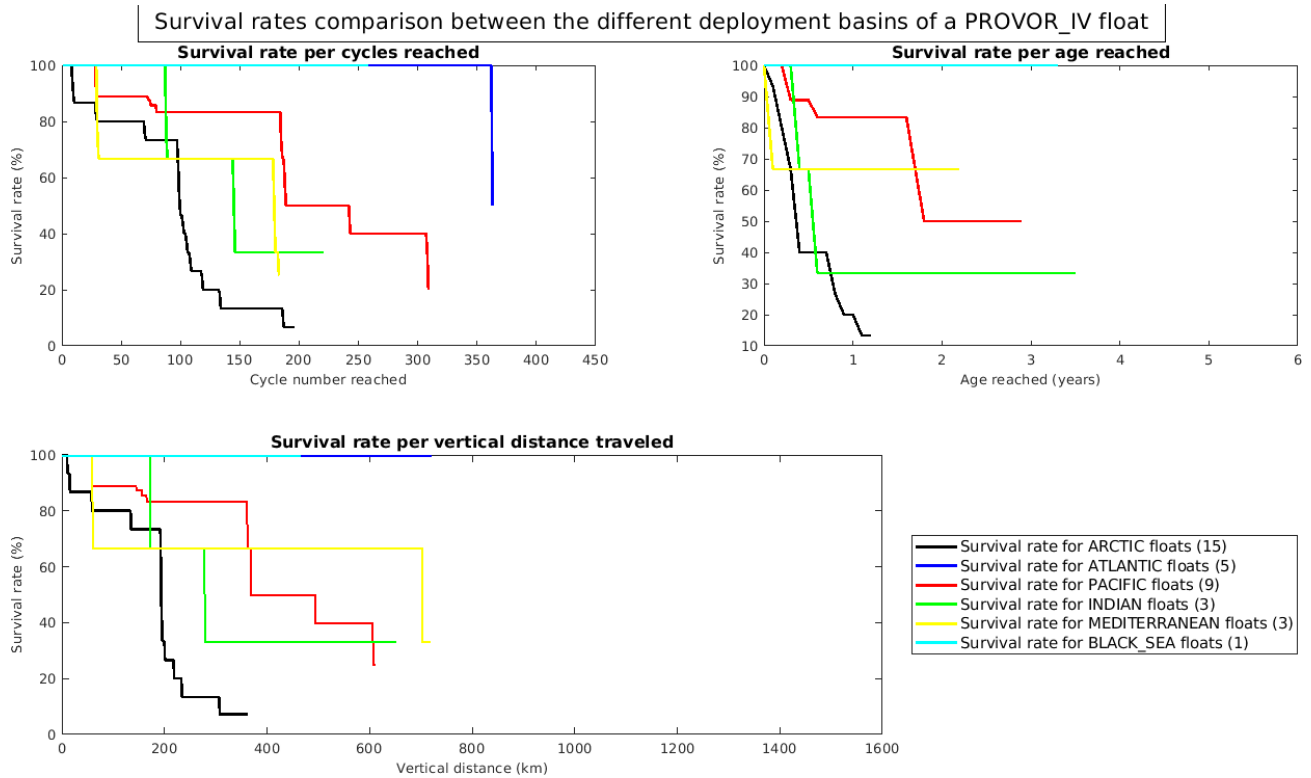 Survival rates comparison between the different deployment basins of a PROVOR_IV float
Survival rate per cycles reached
100
80
60
40
20
0
Survival rate (%)
0 50 100 150 200 250 300 350 400 450
Cycle number reached
Survival rate per age reached
100
90
80
70
60
50
40
30
20
10
Survival rate (%)
0 1 2 3 4 5 6
Age reached (years)
Survival rate per vertical distance traveled
100
80
60
40
20
0
Survival rate (%)
0 200 400 600 800 1000 1200 1400 1600
Vertical distance (km)
Survival rate for ARCTIC floats (15)
Survival rate for ATLANTIC floats (5)
Survival rate for PACIFIC floats (9)
Survival rate for INDIAN floats (3)
Survival rate for MEDITERRANEAN floats (3)
Survival rate for BLACK_SEA floats (1)